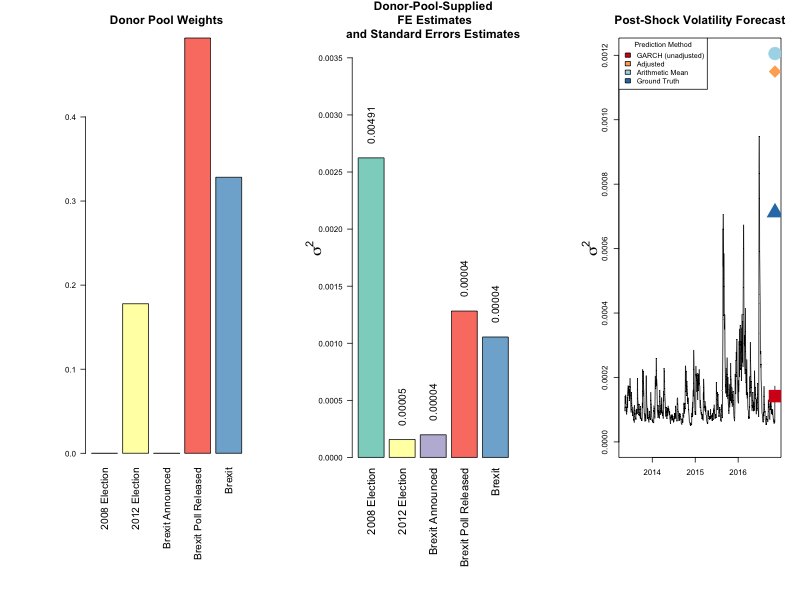 Donor Pool Weights
0.4
0.3
0.2
0.1
0.0
2008 Election
2012 Election
Brexit Announced
Brexit Poll Released
Brexit
Donor-Pool-Supplied
FE Estimates
and Standard Errors Estimates
σ2
0.0035
0.0030
0.0025
0.0020
0.0015
0.0010
0.0005
0.0000
0.00491
0.00005
0.00004
0.00004
0.00004
2008 Election
2012 Election
Brexit Announced
Brexit Poll Released
Brexit
Post-Shock Volatility Forecast
Prediction Method
GARCH (unadjusted)
Adjusted
Arithmetic Mean
Ground Truth
σ2
0.0012
0.0010
0.0008
0.0006
0.0004
0.0002
0.0000
2014
2015
2016